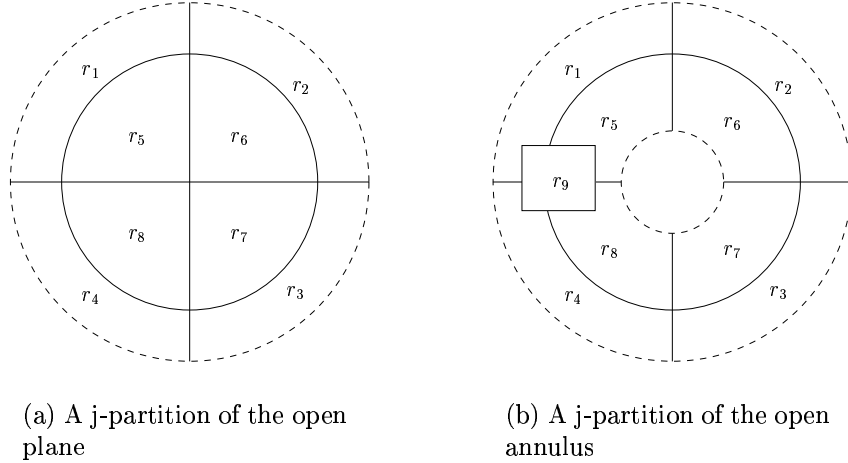 r1
r2
r5
r6
r8
r7
r4
r3
r1
r2
r5
r6
r9
r8
r7
r4
r3
(a) A j-partition of the open
plane
(b) A j-partition of the open
annulus